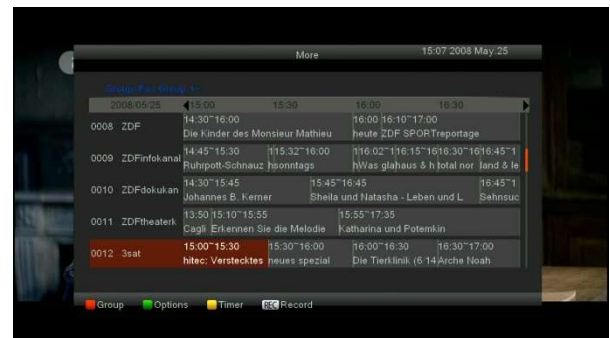 More
15:07 2008 May.25
2008/05/25
15:00 15:30 16:00 16:30
0008 ZDF
14:30~16:00 16:00 16:10~17:00
Die Kinder des Monsieur Mathieu heute ZDF SPORTreportage
0009 ZDFinfokanal
14:45~15:30 15:32~16:00
Ruhrpott-Schnauz hsonntags
0010 ZDFdokukan
14:30~15:45 15:45~16:45 16:45~1
Johannes B. Kerner Sheila und Natasha - Leben und L Sehnsuc
0011 ZDFtheaterk
13:50 15:10~15:55 15:55~17:35
Cagli Erkennen Sie die Melodie Katharina und Potemkin
0012 3sat
15:00~15:30 15:30~16:00 16:00~16:30 16:30~17:00
hitec: Verstecktes neues spezial Die Tierklinik (6/14 Arche Noah
Group Options Timer REC Record